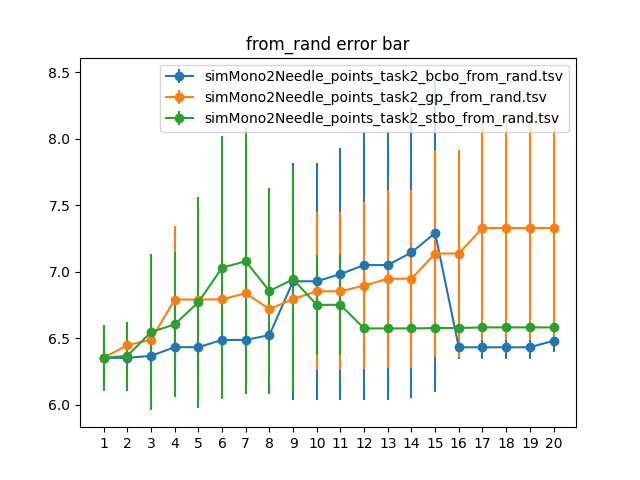 from_rand error bar
simMono2Needle_points_task2_bcbo_from_rand.tsv
simMono2Needle_points_task2_gp_from_rand.tsv
simMono2Needle_points_task2_stbo_from_rand.tsv
8.5
8.0
7.5
7.0
6.5
6.0
1 2 3 4 5 6 7 8 9 10 11 12 13 14 15 16 17 18 19 20